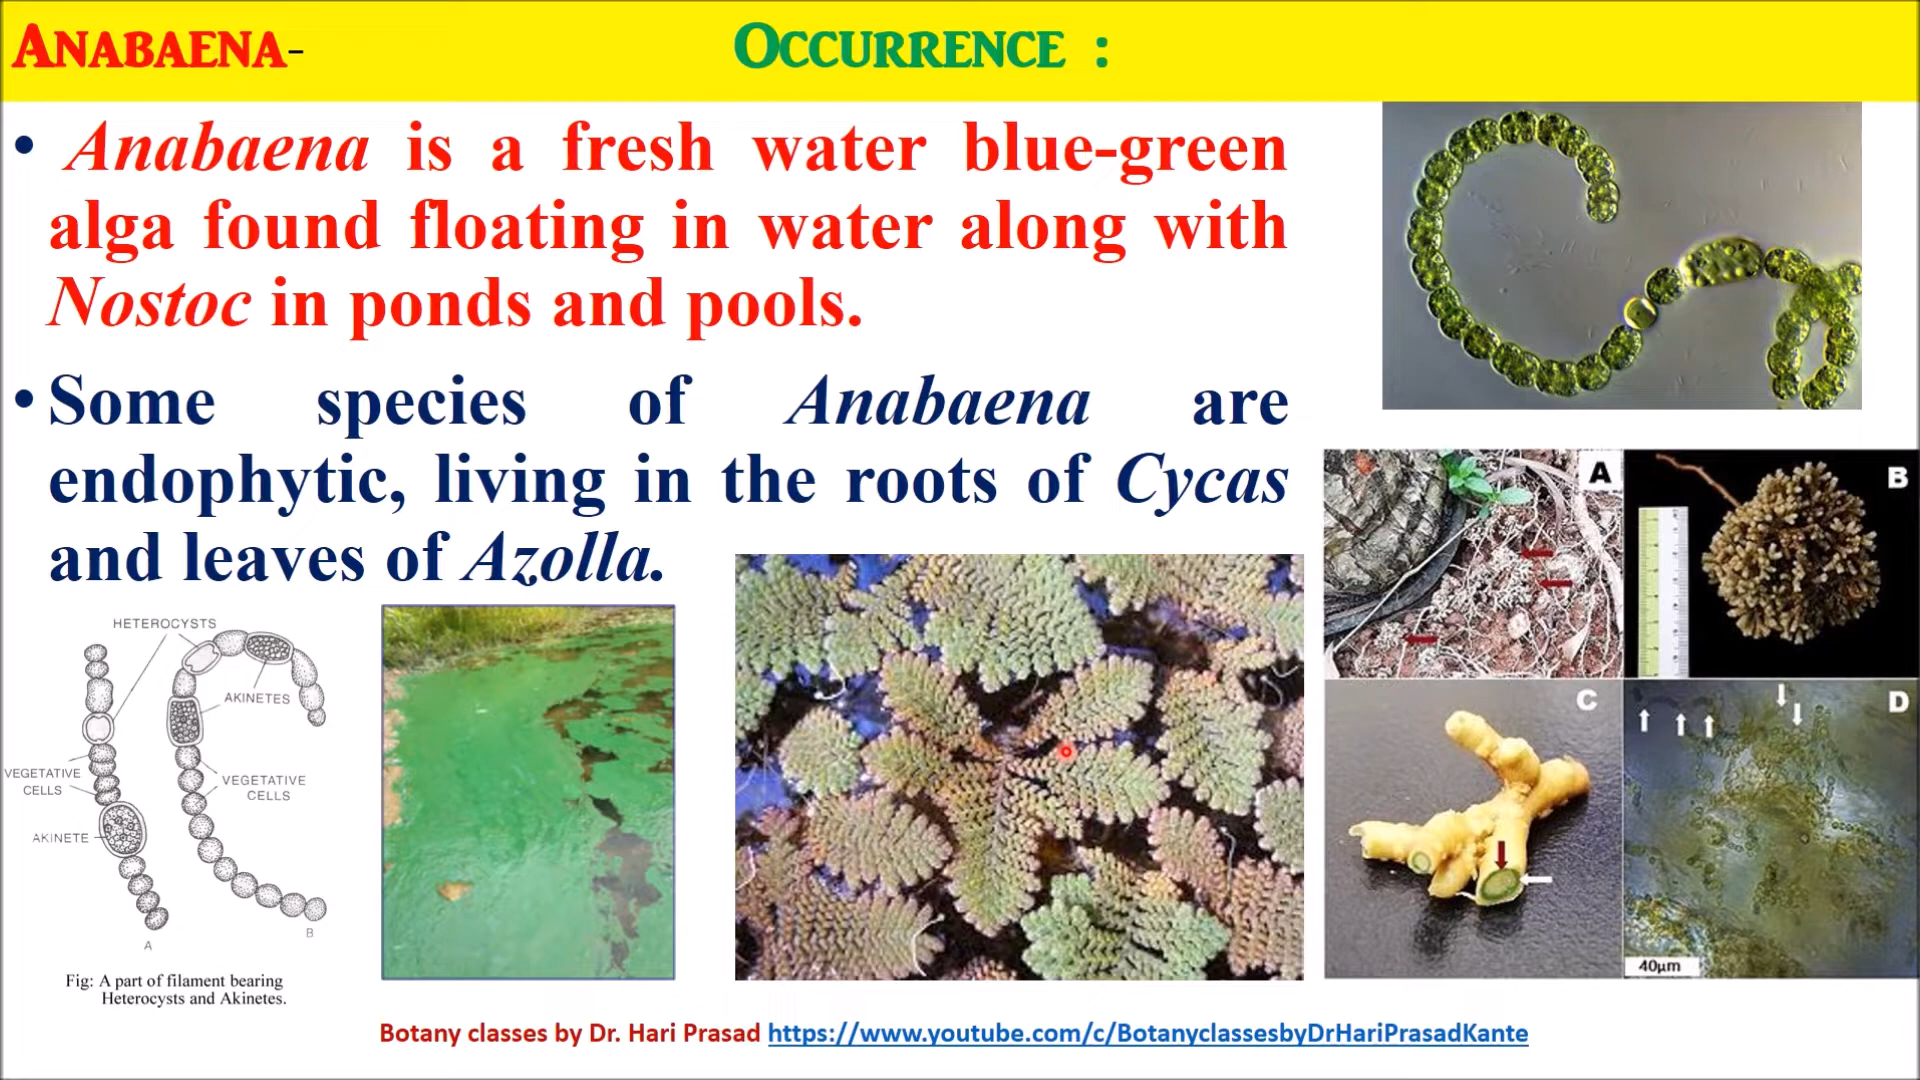 ANABAENA-
OCCURRENCE :
• Anabaena is a fresh water blue-green
alga found floating in water along with
Nostoc in ponds and pools.
• Some species of Anabaena are
endophytic, living in the roots of Cycas
and leaves of Azolla.
HETEROCYSTS
AKINETES
VEGETATIVE
CELLS
VEGETATIVE
CELLS
AKINETE
A
B
Fig: A part of filament bearing
Heterocysts and Akinetes.
A
B
C
D
40µm
Botany classes by Dr. Hari Prasad https://www.youtube.com/c/BotanyclassesbyDrHariPrasadKante